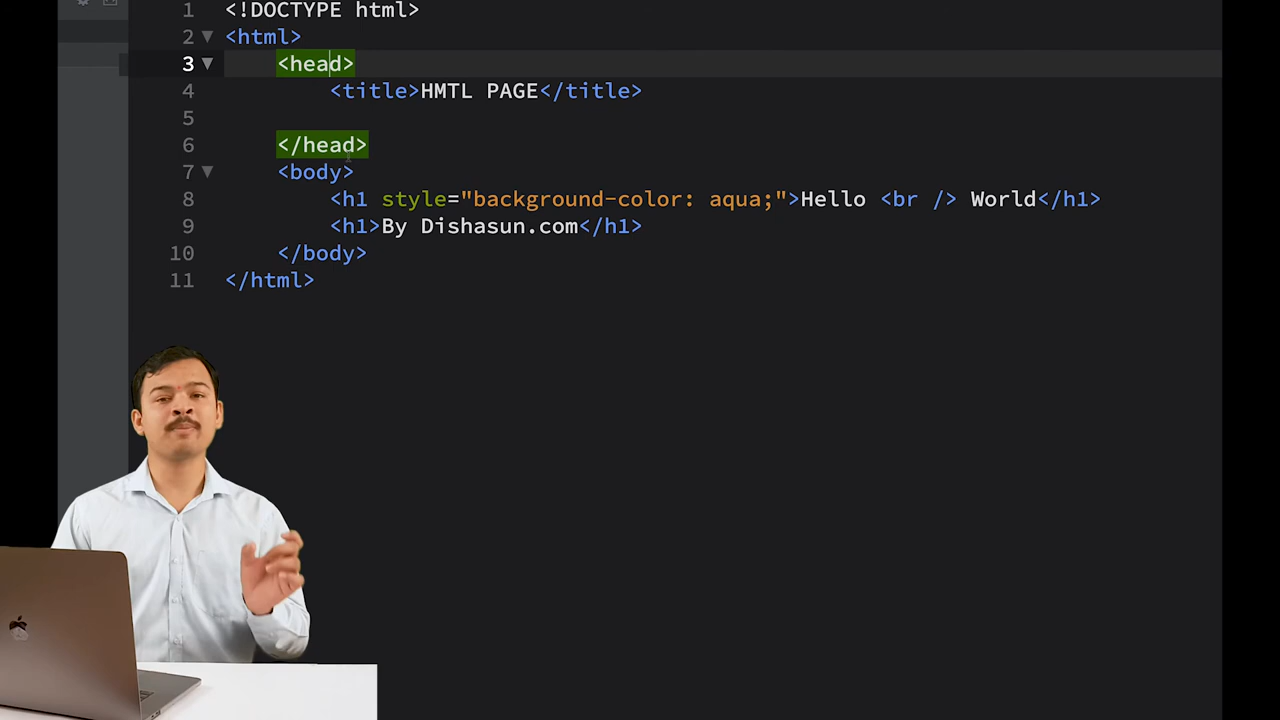 1 <!DOCTYPE html>
2 <html>
3 <head>
4 <title>HMTL PAGE</title>
5
6 </head>
7 <body>
8 <h1 style="background-color: aqua;">Hello <br /> World</h1>
9 <h1>By Dishasun.com</h1>
10 </body>
11 </html>